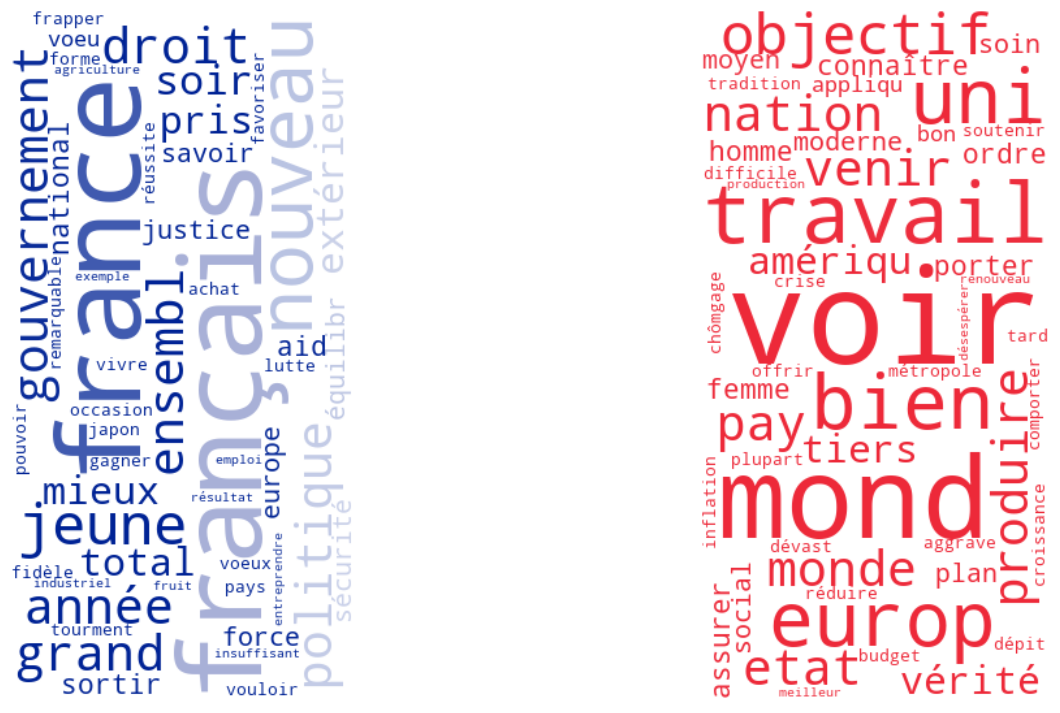 frapper
voeu
droit
forme
agriculture
soir
favoriser
nouveau
gouvernement
france
pris
extérieur
national
réussite
savoir
français
justice
remarquable
exemple
ensembl
achat
équilibr
vivre
aid
lutte
occasion
pouvoir
japon
gagner
emploi
europe
politique
mieux
résultat
sécurité
jeune
total
voeux
entreprendre
fidèle
industriel
fruit
pays
année
tourment
force
grand
insuffisant
sortir
vouloir
objectif
soin
moyen
connaître
tradition
appliqu
uni
nation
bon
soutenir
moderne
homme
ordre
venir
difficile
production
travail
amériqu
porter
crise
renouveau
chômgage
voir
désespérer
tard
offrir
métropole
femme
bien
produire
comporter
pay
tiers
plupart
inflation
mond
croissance
dévast
aggrave
monde
plan
social
réduire
assurer
europ
dépit
etat
budget
vérité
meilleur